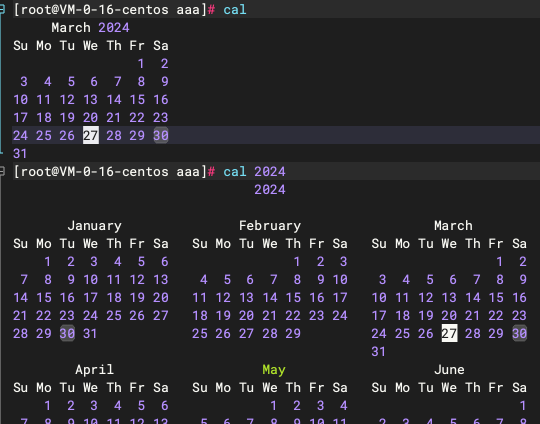 [root@VM-0-16-centos aaa]# cal
     March 2024
Su Mo Tu We Th Fr Sa
                1  2
 3  4  5  6  7  8  9
10 11 12 13 14 15 16
17 18 19 20 21 22 23
24 25 26 27 28 29 30
31
[root@VM-0-16-centos aaa]# cal 2024
                               2024

       January                February                 March
Su Mo Tu We Th Fr Sa   Su Mo Tu We Th Fr Sa   Su Mo Tu We Th Fr Sa
    1  2  3  4  5  6                1  2  3                   1  2
 7  8  9 10 11 12 13    4  5  6  7  8  9 10    3  4  5  6  7  8  9
14 15 16 17 18 19 20   11 12 13 14 15 16 17   10 11 12 13 14 15 16
21 22 23 24 25 26 27   18 19 20 21 22 23 24   17 18 19 20 21 22 23
28 29 30 31            25 26 27 28 29         24 25 26 27 28 29 30
                                              31
        April                   May                    June
Su Mo Tu We Th Fr Sa   Su Mo Tu We Th Fr Sa   Su Mo Tu We Th Fr Sa
    1  2  3  4  5  6             1  2  3  4                      1
 7  8  9 10 11 12 13    5  6  7  8  9 10 11    2  3  4  5  6  7  8